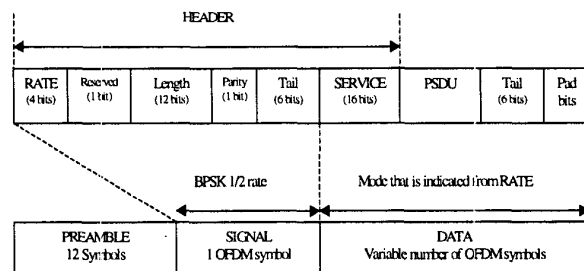 HEADER
RATE
(4 bits)
Reserved
(1 bit)
Length
(12 bits)
Parity
(1 bit)
Tail
(6 bits)
SERVICE
(16 bits)
PSDU
Tail
(6 bits)
Pad
bits
BPSK 1/2 rate
Mode that is indicated from RATE
PREAMBLE
12 Symbols
SIGNAL
1 OFDM symbol
DATA
Variable number of OFDM symbols